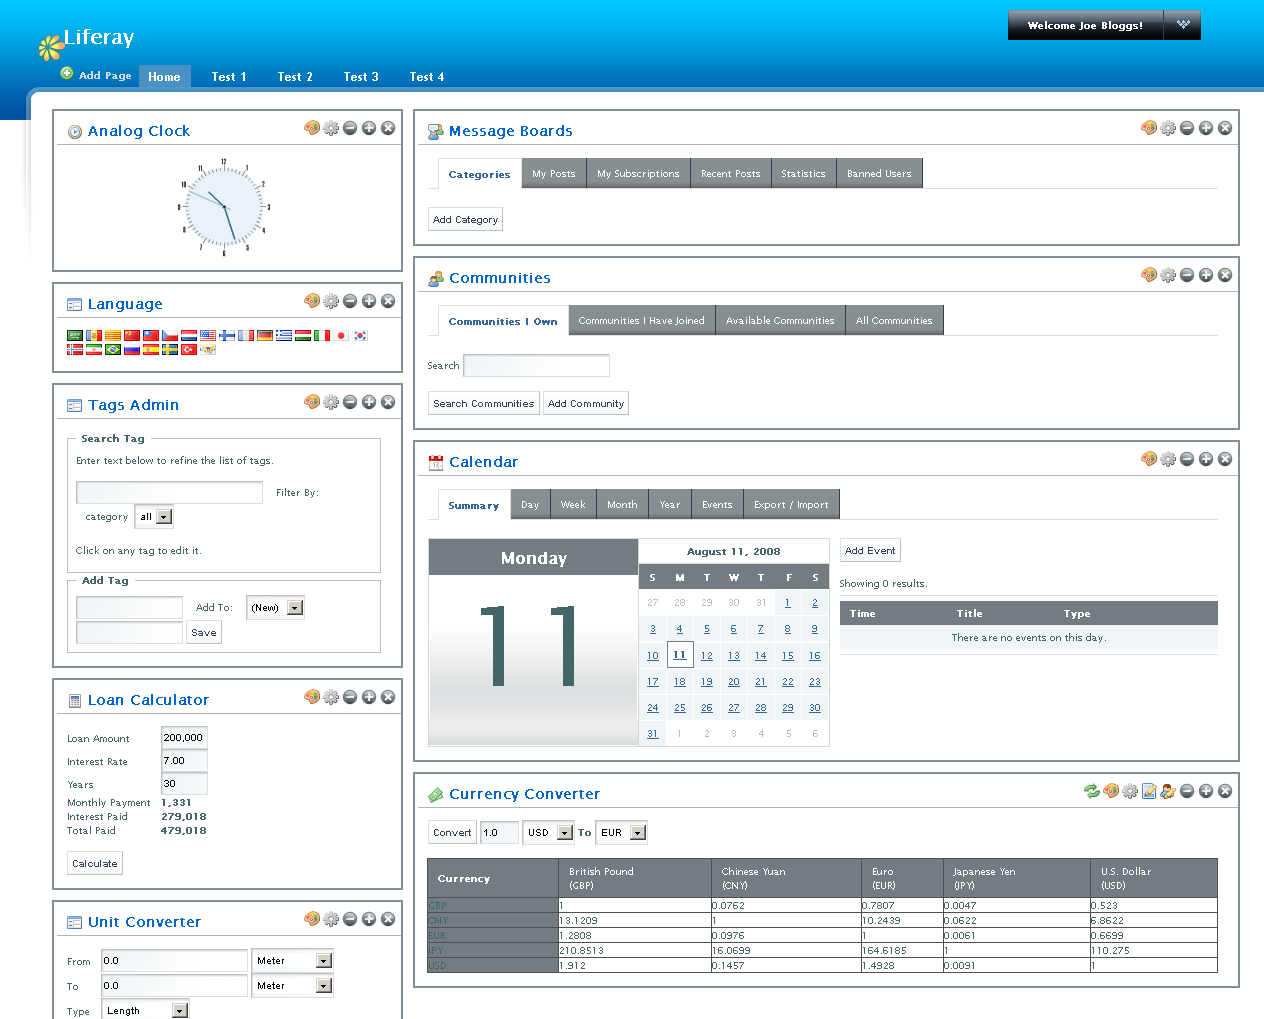 Liferay
Welcome Joe Bloggs!
Add Page Home Test 1 Test 2 Test 3 Test 4
Analog Clock
12
1
2
3
4
5
6
7
8
9
10
11
Language
Tags Admin
Search Tag
Enter text below to refine the list of tags.
Filter By:
category all
Click on any tag to edit it.
Add Tag
Add To: (New)
Save
Loan Calculator
Loan Amount 200,000
Interest Rate 7.00
Years 30
Monthly Payment 1,331
Interest Paid 279,018
Total Paid 479,018
Calculate
Unit Converter
From 0.0 Meter
To 0.0 Meter
Type Length
Message Boards
Categories My Posts My Subscriptions Recent Posts Statistics Banned Users
Add Category
Communities
Communities I Own Communities I Have Joined Available Communities All Communities
Search
Search Communities Add Community
Calendar
Summary Day Week Month Year Events Export / Import
Monday
11
August 11, 2008
S M T W T F S
27 28 29 30 31 1 2
3 4 5 6 7 8 9
10 11 12 13 14 15 16
17 18 19 20 21 22 23
24 25 26 27 28 29 30
31 1 2 3 4 5 6
Add Event
Showing 0 results.
Time Title Type
There are no events on this day.
Currency Converter
Convert 1.0 USD To EUR
Currency British Pound (GBP) Chinese Yuan (CNY) Euro (EUR) Japanese Yen (JPY) U.S. Dollar (USD)
GBP 1 0.0762 0.7807 0.0047 0.523
CNY 13.1209 1 10.2439 0.0622 6.8622
EUR 1.2808 0.0976 1 0.0061 0.6699
JPY 210.8513 16.0699 164.6185 1 110.275
USD 1.912 0.1457 1.4928 0.0091 1